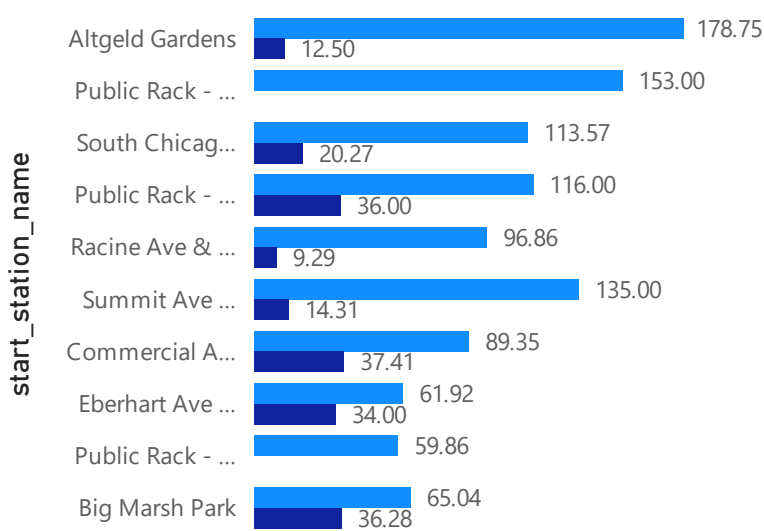 start_station_name
Altgeld Gardens
178.75
12.50
Public Rack - ...
153.00
South Chicag...
113.57
20.27
Public Rack - ...
116.00
36.00
Racine Ave & ...
96.86
9.29
Summit Ave ...
135.00
14.31
Commercial A...
89.35
37.41
Eberhart Ave ...
61.92
34.00
Public Rack - ...
59.86
Big Marsh Park
65.04
36.28